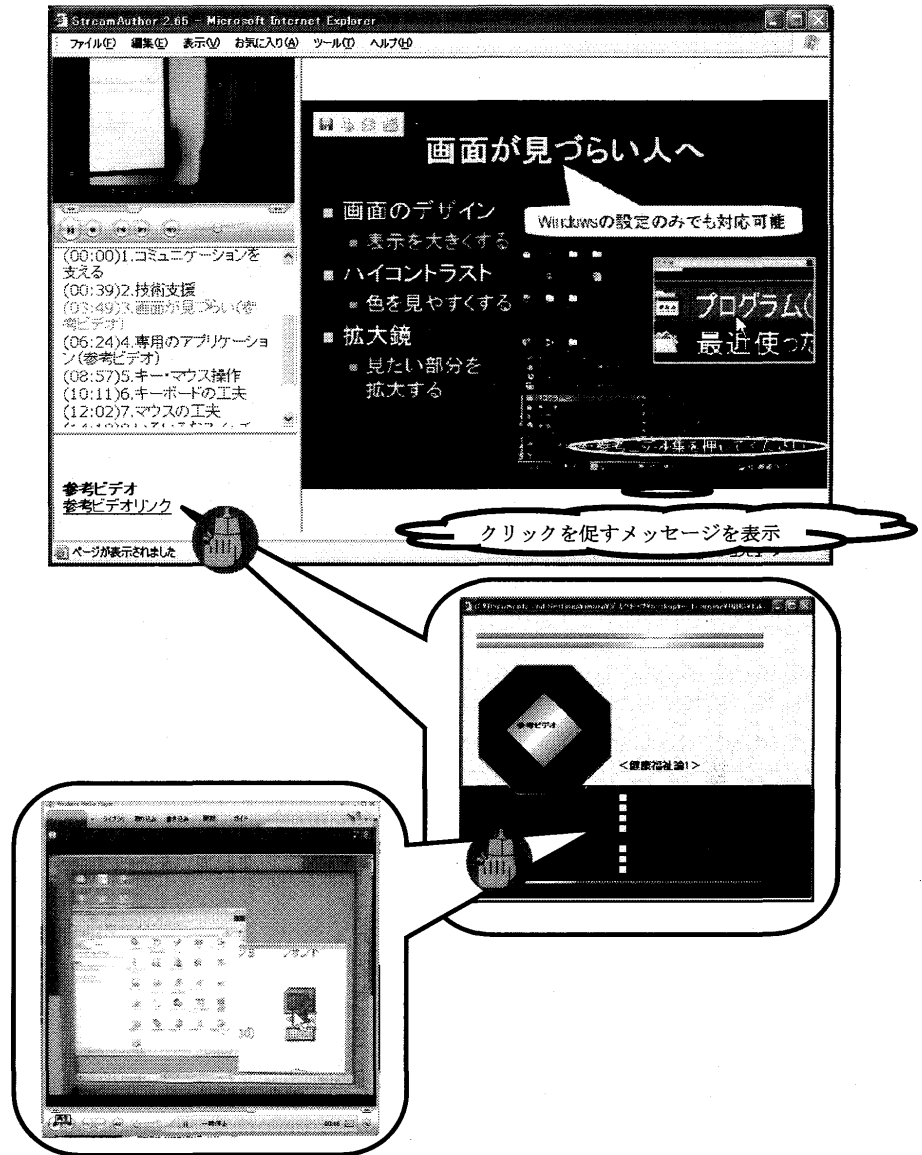 StreamAuthor 2.65 - Microsoft Internet Explorer
ファイル(F) 編集(E) 表示(V) お気に入り(A) ツール(T) ヘルプ(H)
画面が見づらい人へ
Windowsの設定のみでも対応可能
■ 画面のデザイン
■ 表示を大きくする
■ ハイコントラスト
■ 色を見やすくする
■ 拡大鏡
■ 見たい部分を
拡大する
プログラム(
最近使った
(00:00)1.コミュニケーションを
支える
(00:39)2.技術支援
(03:49)3.画面が見づらい(参
考ビデオ)
(06:24)4.専用のアプリケーショ
ン(参考ビデオ)
(08:57)5.キー・マウス操作
(10:11)6.キーボードの工夫
(12:02)7.マウスの工夫
参考ビデオ
参考ビデオリンク
クリックを促すメッセージを表示
ページが表示されました
参考ビデオ
<健康福祉論1>